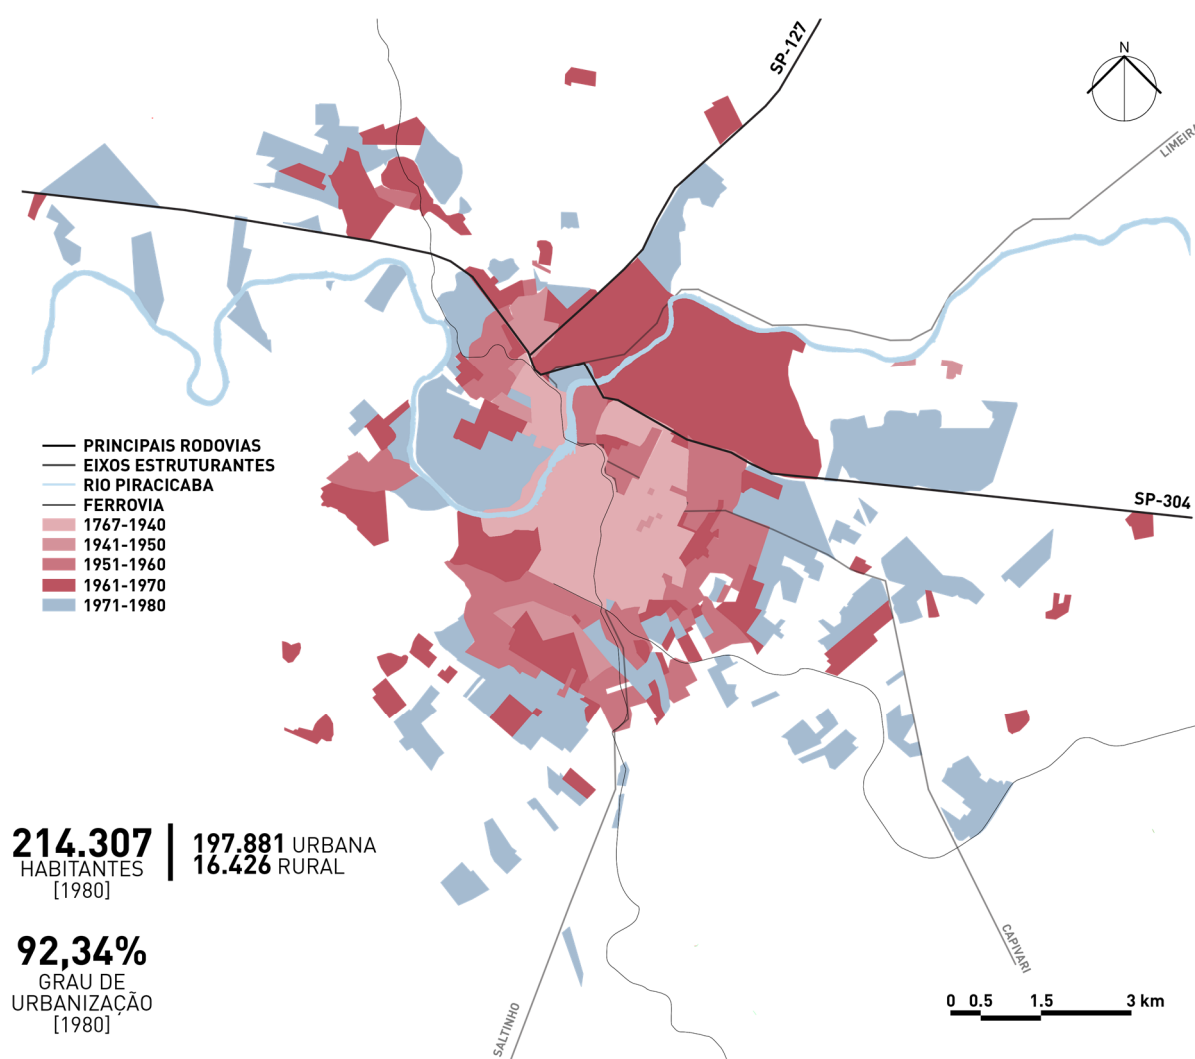 SP-127
N
LIMEIRA
PRINCIPAIS RODOVIAS
EIXOS ESTRUTURANTES
RIO PIRACICABA
FERROVIA
1767-1940
1941-1950
1951-1960
1961-1970
1971-1980
SP-304
214.307
HABITANTES
[1980]
197.881 URBANA
16.426 RURAL
92,34%
GRAU DE
URBANIZAÇÃO
[1980]
CAPIVARI
SALTINHO
0 0.5 1.5 3 km